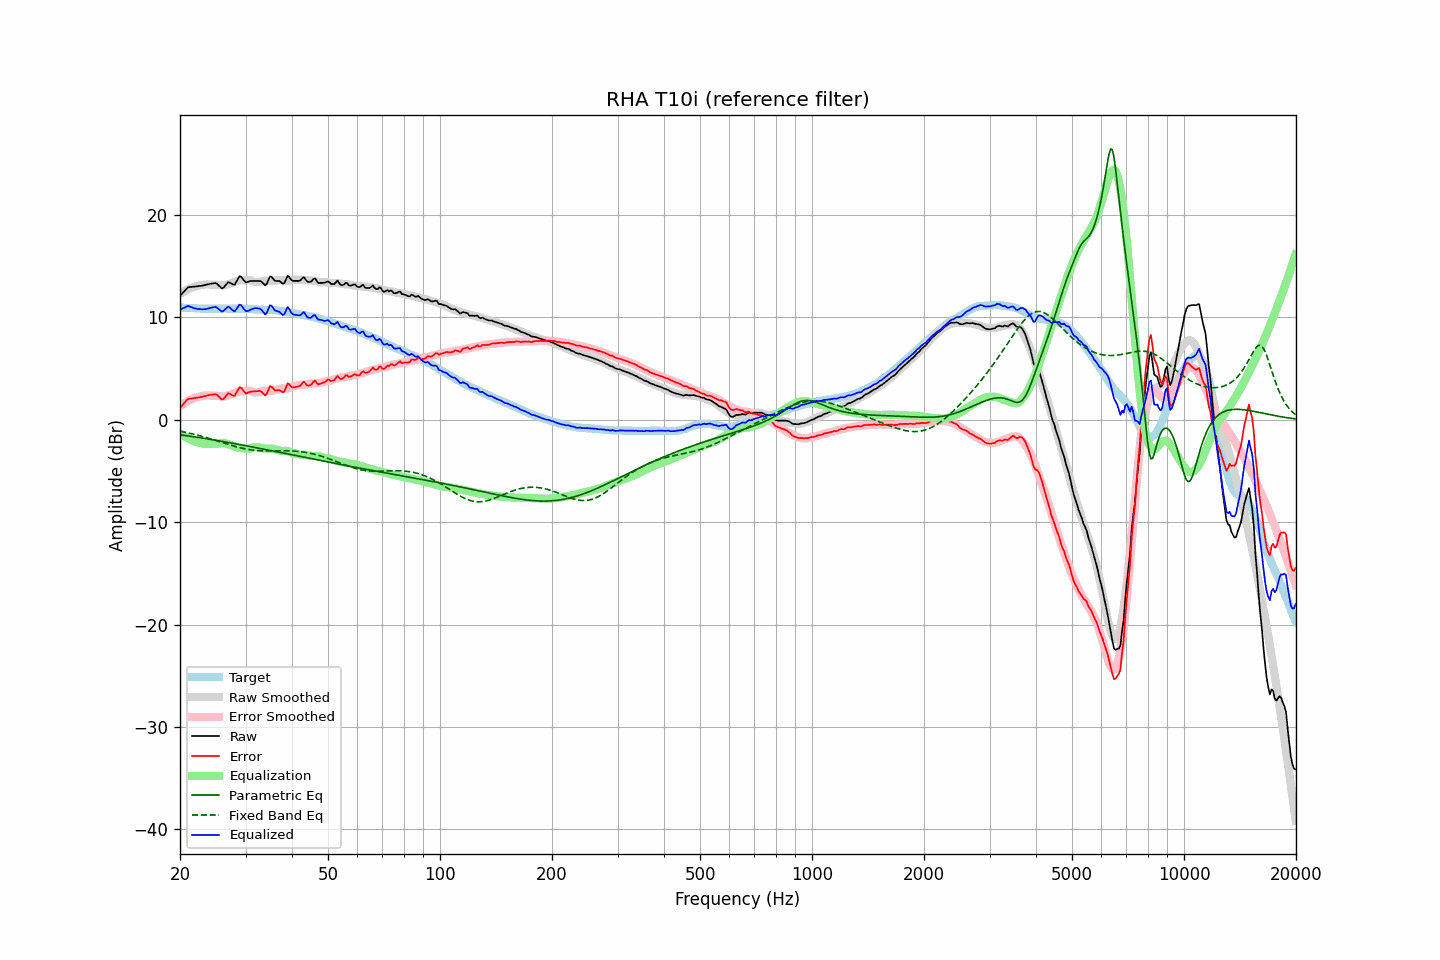 RHA T10i (reference filter)
Amplitude (dBr)
20
10
0
−10
−20
−30
−40
Target
Raw Smoothed
Error Smoothed
Raw
Error
Equalization
Parametric Eq
Fixed Band Eq
Equalized
20 50 100 200 500 1000 2000 5000 10000 20000
Frequency (Hz)